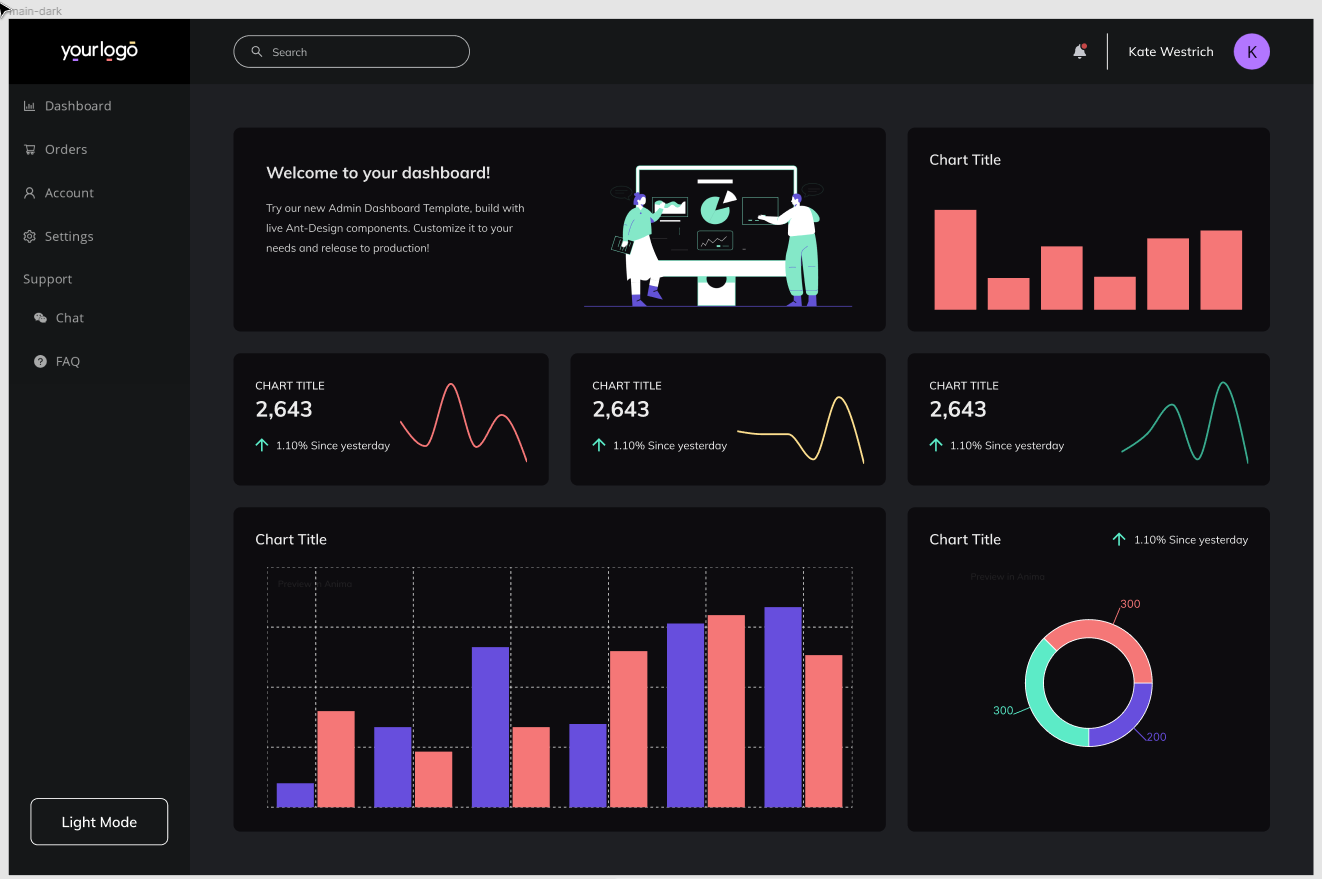 main-dark
yourlogo
Search
Kate Westrich
K
Dashboard
Orders
Account
Settings
Support
Chat
FAQ
Light Mode
Welcome to your dashboard!
Try our new Admin Dashboard Template, build with
live Ant-Design components. Customize it to your
needs and release to production!
Chart Title
CHART TITLE
2,643
1.10% Since yesterday
CHART TITLE
2,643
1.10% Since yesterday
CHART TITLE
2,643
1.10% Since yesterday
Chart Title
Preview in Anima
Chart Title
1.10% Since yesterday
Preview in Anima
300
300
200